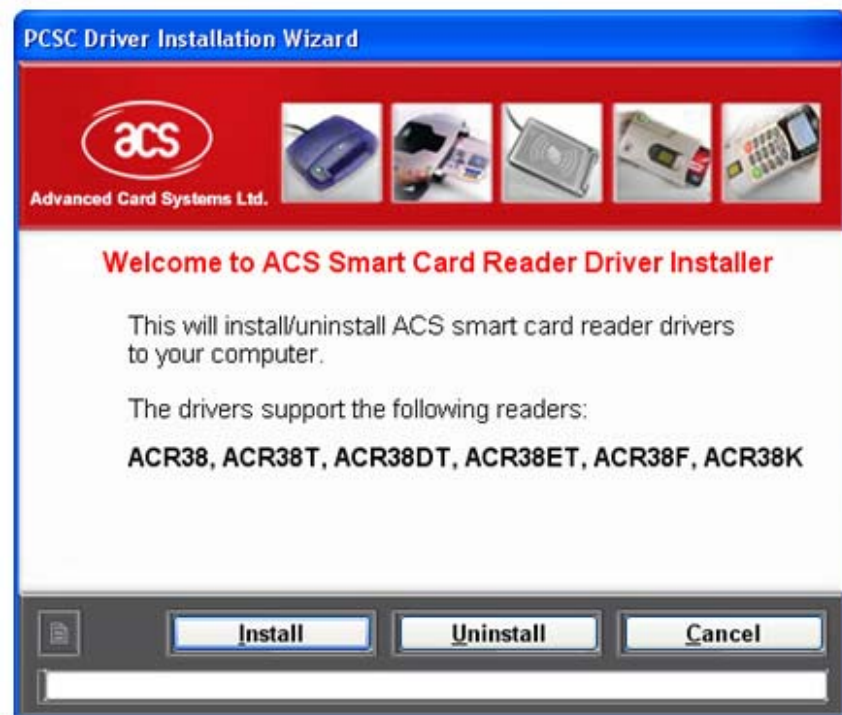 PCSC Driver Installation Wizard
acs
Advanced Card Systems Ltd.
Welcome to ACS Smart Card Reader Driver Installer
This will install/uninstall ACS smart card reader drivers
to your computer.
The drivers support the following readers:
ACR38, ACR38T, ACR38DT, ACR38ET, ACR38F, ACR38K
Install Uninstall Cancel